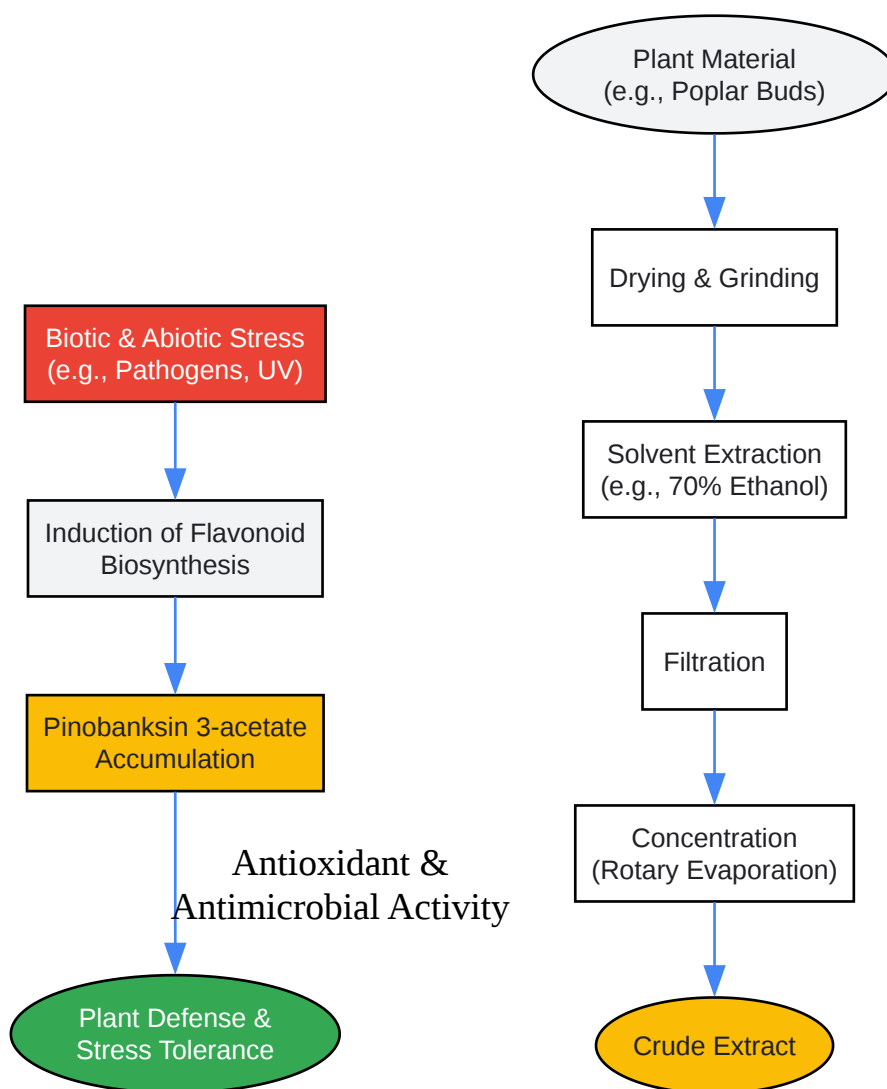 Biotic & Abiotic Stress
(e.g., Pathogens, UV)
Induction of Flavonoid
Biosynthesis
Pinobanksin 3-acetate
Accumulation
Antioxidant &
Antimicrobial Activity
Plant Defense &
Stress Tolerance
Plant Material
(e.g., Poplar Buds)
Drying & Grinding
Solvent Extraction
(e.g., 70% Ethanol)
Filtration
Concentration
(Rotary Evaporation)
Crude Extract